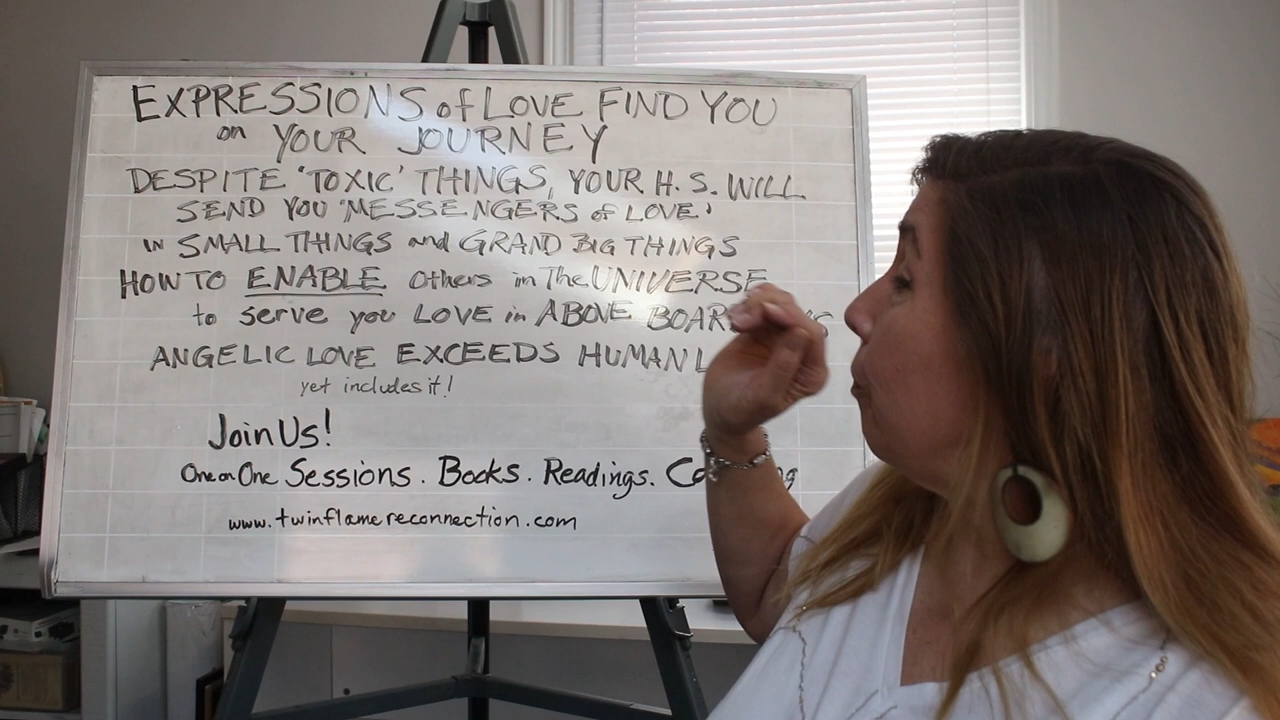 EXPRESSIONS of LOVE FIND YOU
on YOUR JOURNEY
DESPITE 'TOXIC' THINGS, YOUR H.S. WILL
SEND YOU 'MESSENGERS of LOVE'
in SMALL THINGS and GRAND BIG THINGS
HOW TO ENABLE Others in The UNIVERSE
to serve you LOVE in ABOVE
ANGELIC LOVE EXCEEDS HUMAN
yet includes it!
Join Us!
One on One Sessions. Books. Readings.
www.twinflamereconnection.com